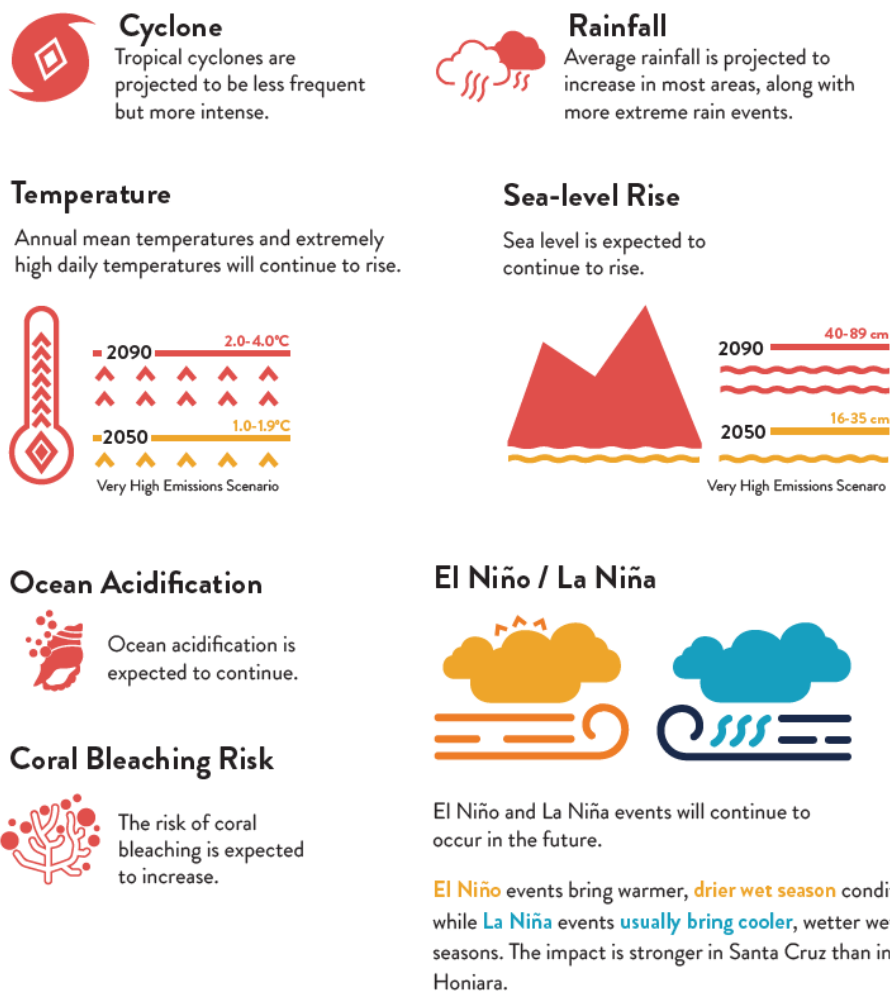 Cyclone
Tropical cyclones are
projected to be less frequent
but more intense.
Rainfall
Average rainfall is projected to
increase in most areas, along with
more extreme rain events.
Temperature
Annual mean temperatures and extremely
high daily temperatures will continue to rise.
2090 2.0-4.0°C
2050 1.0-1.9°C
Very High Emissions Scenario
Sea-level Rise
Sea level is expected to
continue to rise.
2090 40-89 cm
2050 16-35 cm
Very High Emissions Scenaro
Ocean Acidification
Ocean acidification is
expected to continue.
Coral Bleaching Risk
The risk of coral
bleaching is expected
to increase.
El Niño / La Niña
El Niño and La Niña events will continue to
occur in the future.
El Niño events bring warmer, drier wet season
while La Niña events usually bring cooler, wetter
seasons. The impact is stronger in Santa Cruz than in
Honiara.